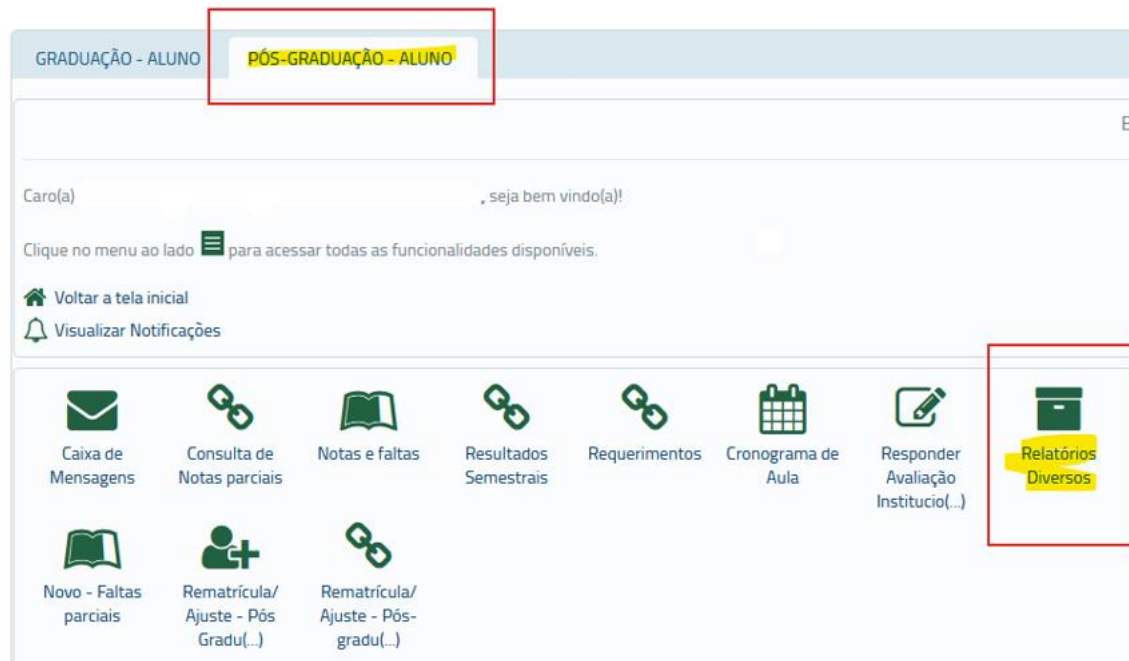 GRADUAÇÃO - ALUNO PÓS-GRADUAÇÃO - ALUNO
Caro(a) , seja bem vindo(a)!
Clique no menu ao lado para acessar todas as funcionalidades disponíveis.
Voltar a tela inicial
Visualizar Notificações
Caixa de Mensagens
Consulta de Notas parciais
Notas e faltas
Resultados Semestrais
Requerimentos
Cronograma de Aula
Responder Avaliação Institucio(...)
Relatórios Diversos
Novo - Faltas parciais
Rematrícula/ Ajuste - Pós Gradu(...)
Rematrícula/ Ajuste - Pós-gradu(...)